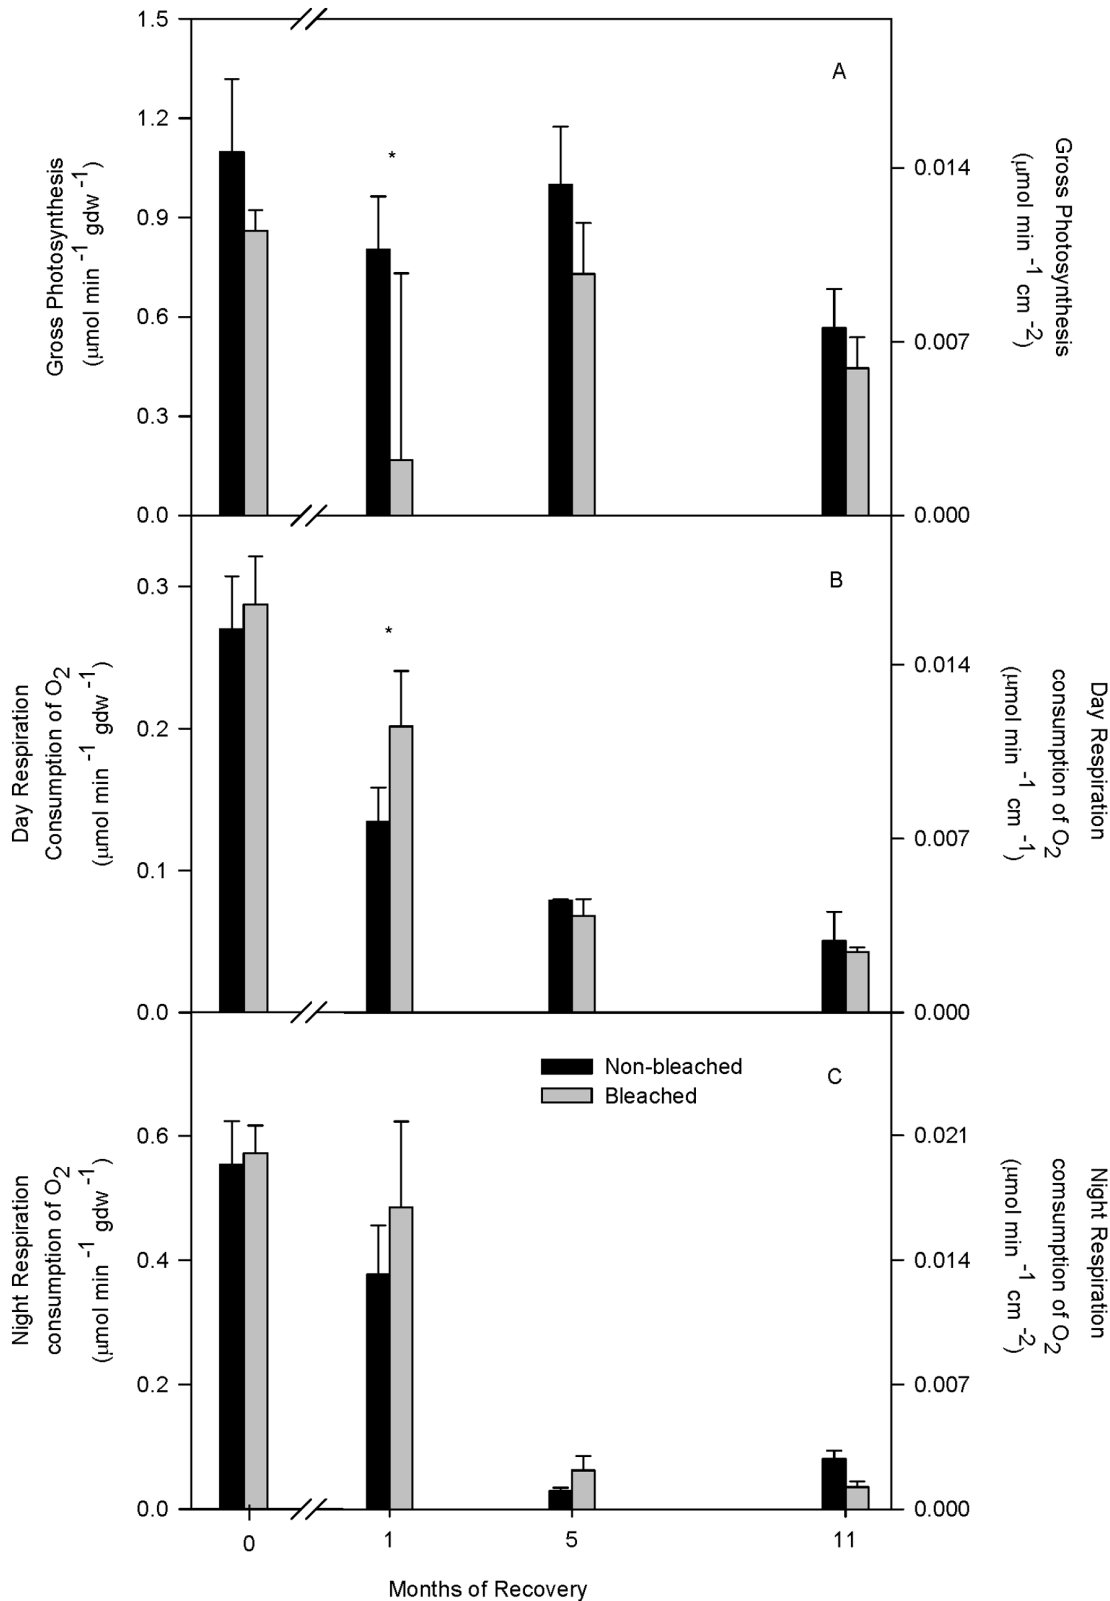 1.5
1.2
0.9
0.6
0.3
0.0
Gross Photosynthesis
(μmol min⁻¹ gdw⁻¹)
A
*
0.014
0.007
0.000
Gross Photosynthesis
(μmol min⁻¹ cm⁻²)
0.3
0.2
0.1
0.0
Day Respiration
Consumption of O₂
(μmol min⁻¹ gdw⁻¹)
B
*
0.014
0.007
0.000
Day Respiration
consumption of O₂
(μmol min⁻¹ cm⁻¹)
0.6
0.4
0.2
0.0
Night Respiration
consumption of O₂
(μmol min⁻¹ gdw⁻¹)
Non-bleached
Bleached
C
0.021
0.014
0.007
0.000
Night Respiration
comsumption of O₂
(μmol min⁻¹ cm⁻²)
0 1 5 11
Months of Recovery